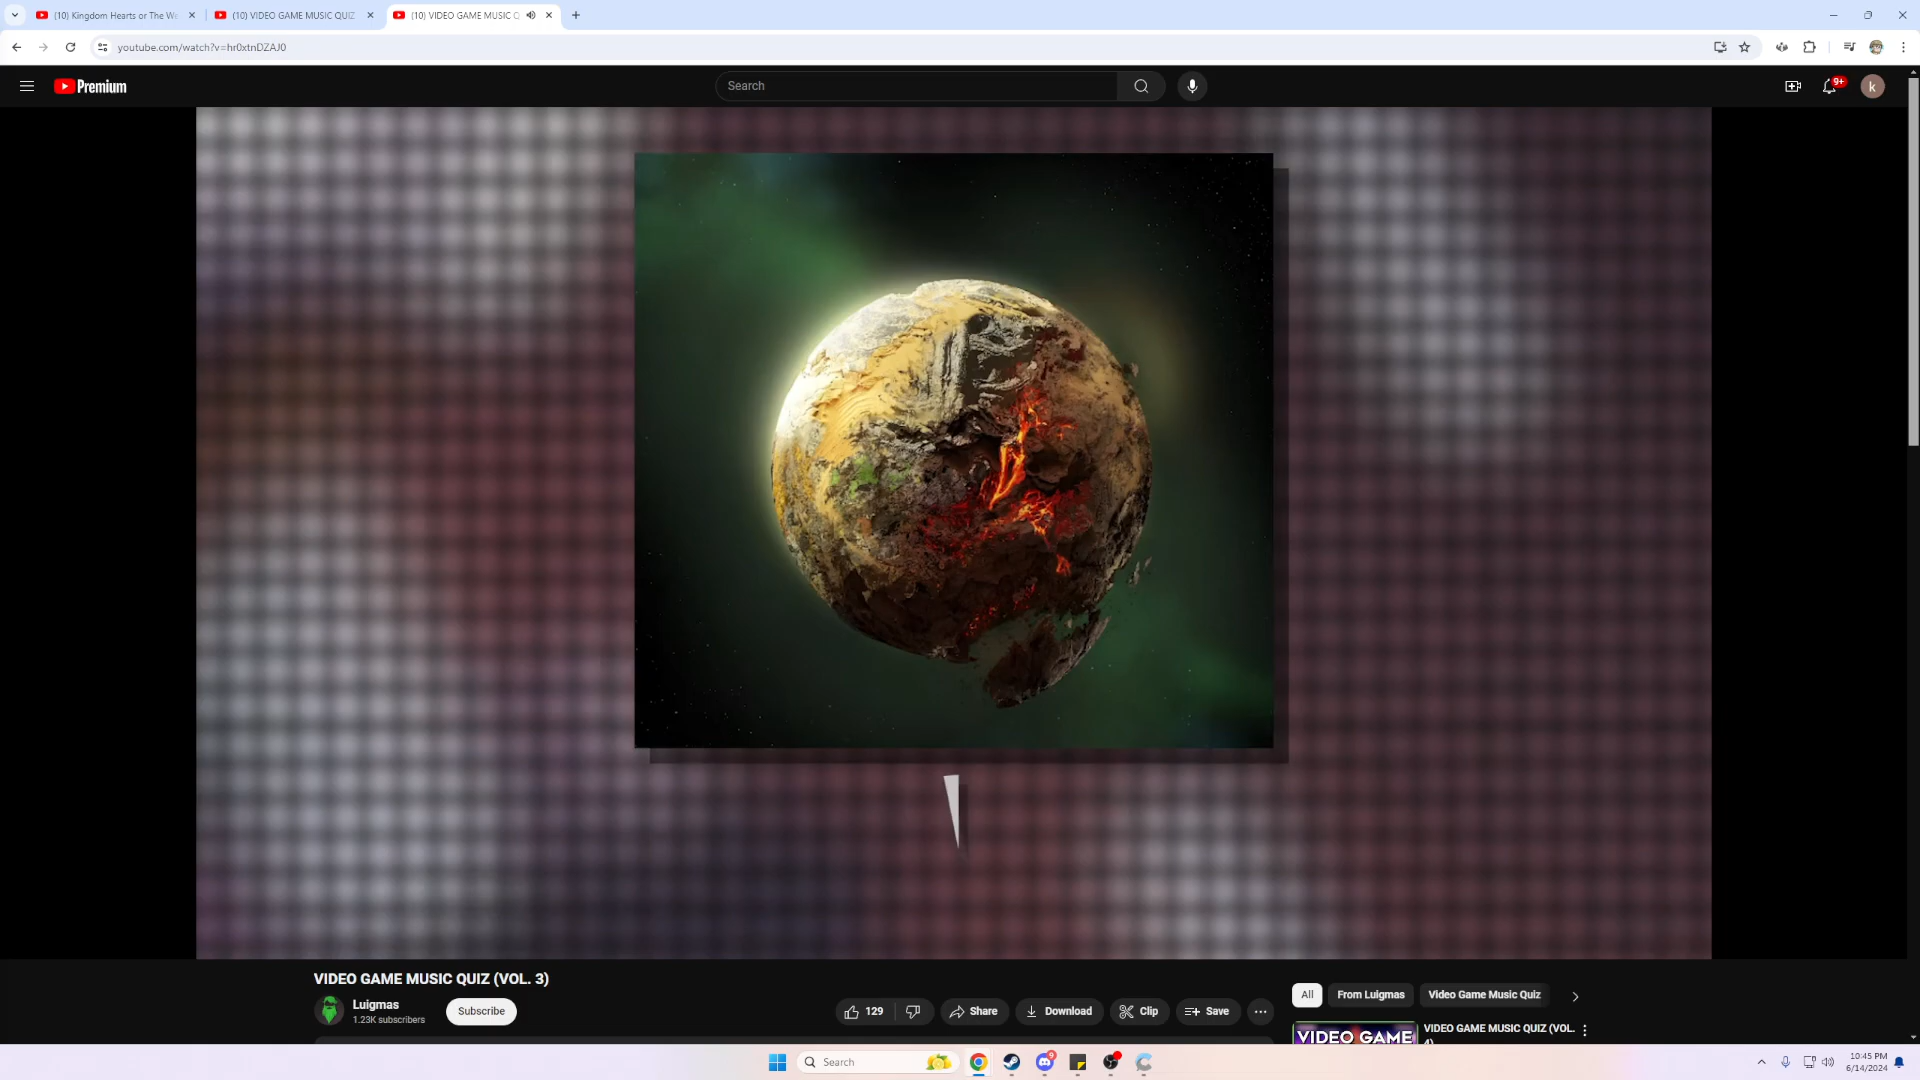 (10) Kingdom Hearts or The We
(10) VIDEO GAME MUSIC QUIZ
(10) VIDEO GAME MUSIC Q
youtube.com/watch?v=hr0xtnDZAJ0
Premium
Search
9+
k
VIDEO GAME MUSIC QUIZ (VOL. 3)
Luigmas
1.23K subscribers
Subscribe
129
Share
Download
Clip
Save
All
From Luigmas
Video Game Music Quiz
VIDEO GAME
VIDEO GAME MUSIC QUIZ (VOL.
4)
Search
9
10:45 PM
6/14/2024